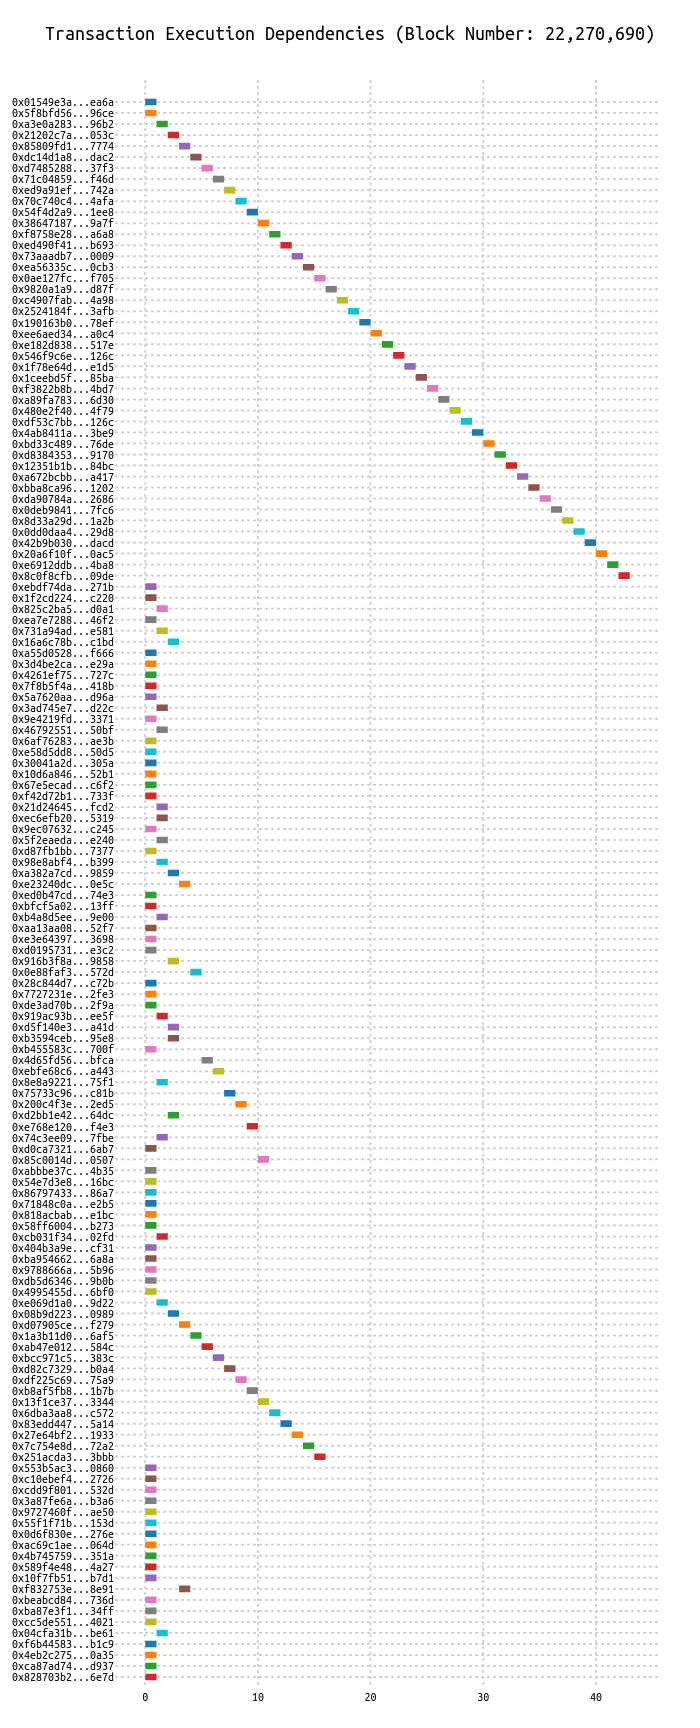 Transaction Execution Dependencies (Block Number: 22,270,690)
0x01549e3a...ea6a
0x5f8bfd56...96ce
0xa3e0a283...96b2
0x21202c7a...053c
0x85809fd1...7774
0xdc14d1a8...dac2
0xd7485288...37f3
0x71c04859...f46d
0xed9a91ef...742a
0x70c740c4...4afa
0x54f4d2a9...1ee8
0x38647187...9a7f
0xf8758e28...a6a8
0xed490f41...b693
0x73aaadb7...0009
0xea56335c...0cb3
0x0ae127fc...f705
0x9820a1a9...d87f
0xc4907fab...4a98
0x2524184f...3afb
0x190163b0...78ef
0xee6aed34...a0c4
0xe182d838...517e
0x546f9c6e...126c
0x1f78e64d...e1d5
0x1ceebd5f...85ba
0xf3822b8b...4bd7
0xa89fa783...6d30
0x480e2f40...4f79
0xdf53c7bb...126c
0x4ab8411a...3be9
0xbd33c489...76de
0xd8384353...9170
0x12351b1b...84bc
0xa672bcbb...a417
0xbba8ca96...1202
0xda90784a...2686
0x0deb9841...7fc6
0x8d33a29d...1a2b
0x0dd0daa4...29d8
0x42b9b030...dacd
0x20a6f10f...0ac5
0xe6912ddb...4ba8
0x8c0f8cfb...09de
0xebdf74da...271b
0x1f2cd224...c220
0x825c2ba5...d0a1
0xea7e7288...46f2
0x731a94ad...e581
0x16a6c78b...c1bd
0xa55d0528...f666
0x3d4be2ca...e29a
0x4261ef75...727c
0x7f8b5f4a...418b
0x5a7620aa...d96a
0x3ad745e7...d22c
0x9e4219fd...3371
0x46792551...50bf
0x6af76283...ae3b
0xe58d5dd8...50d5
0x30041a2d...305a
0x10d6a846...52b1
0x67e5ecad...c6f2
0xf42d72b1...733f
0x21d24645...fcd2
0xec6efb20...5319
0x9ec07632...c245
0x5f2eaeda...e240
0xd87fb1bb...7377
0x98e8abf4...b399
0xa382a7cd...9859
0xe23240dc...0e5c
0xed0b47cd...74e3
0xbfcf5a02...13ff
0xb4a8d5ee...9e00
0xaa13aa08...52f7
0xe3e64397...3698
0xd0195731...e3c2
0x916b3f8a...9858
0x0e88faf3...572d
0x28c844d7...c72b
0x7727231e...2fe3
0xde3ad70b...2f9a
0x919ac93b...ee5f
0xd5f140e3...a41d
0xb3594ceb...95e8
0xb455583c...700f
0x4d65fd56...bfca
0xebfe68c6...a443
0x8e8a9221...75f1
0x75733c96...c81b
0x200c4f3e...2ed5
0xd2bb1e42...64dc
0xe768e120...f4e3
0x74c3ee09...7fbe
0xd0ca7321...6ab7
0x85c0014d...0507
0xabbbe37c...4b35
0x54e7d3e8...16bc
0x86797433...86a7
0x71848c0a...e2b5
0x818acbab...e1bc
0x58ff6004...b273
0xcb031f34...02fd
0x404b3a9e...cf31
0xba954662...6a8a
0x9788666a...5b96
0xdb5d6346...9b0b
0x4995455d...6bf0
0xe069d1a0...9d22
0x08b9d223...0989
0xd07905ce...f279
0x1a3b11d0...6af5
0xab47e012...584c
0xbcc971c5...383c
0xd82c7329...b0a4
0xdf225c69...75a9
0xb8af5fb8...1b7b
0x13f1ce37...3344
0x6dba3aa8...c572
0x83edd447...5a14
0x27e64bf2...1933
0x7c754e8d...72a2
0x251acda3...3bbb
0x553b5ac3...0860
0xc10ebef4...2726
0xcdd9f801...532d
0x3a87fe6a...b3a6
0x9727460f...ae50
0x55f1f71b...153d
0x0d6f830e...276e
0xac69c1ae...064d
0x4b745759...351a
0x589f4e48...4a27
0x10f7fb51...b7d1
0xf832753e...8e91
0xbeabcd84...736d
0xba87e3f1...34ff
0xcc5de551...4021
0x04cfa31b...be61
0xf6b44583...b1c9
0x4eb2c275...0a35
0xca87ad74...d937
0x828703b2...6e7d
0 10 20 30 40